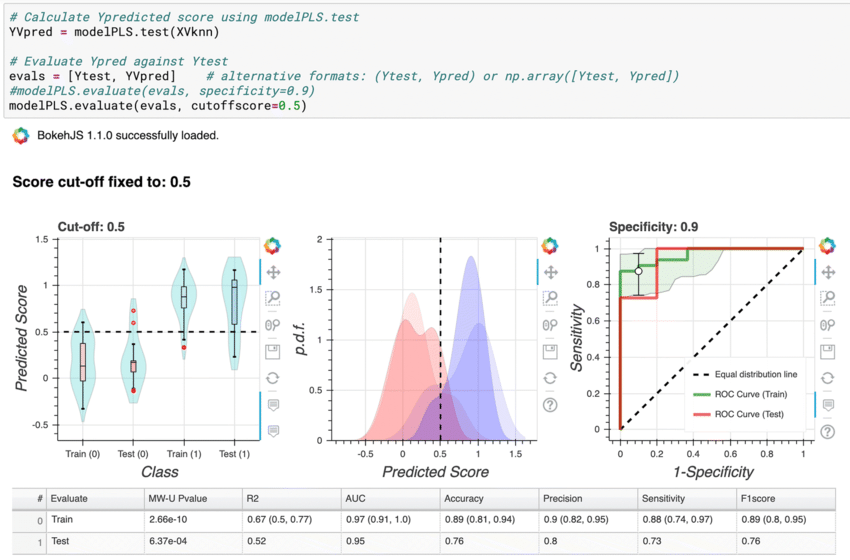 # Calculate Ypredicted score using modelPLS.test
YVpred = modelPLS.test(XVknn)
# Evaluate Ypred against Ytest
evals = [Ytest, YVpred]    # alternative formats: (Ytest, Ypred) or np.array([Ytest, Ypred])
#modelPLS.evaluate(evals, specificity=0.9)
modelPLS.evaluate(evals, cutoffscore=0.5)
BokehJS 1.1.0 successfully loaded.
Score cut-off fixed to: 0.5
Cut-off: 0.5
1.5
1
0.5
0
-0.5
Predicted Score
Train (0) Test (0) Train (1) Test (1)
Class
2
1.5
1
0.5
0
p.d.f.
-0.5 0 0.5 1 1.5
Predicted Score
Specificity: 0.9
1
0.8
0.6
0.4
0.2
0
Sensitivity
Equal distribution line
ROC Curve (Train)
ROC Curve (Test)
0 0.2 0.4 0.6 0.8 1
1-Specificity
# Evaluate MW-U Pvalue R2 AUC Accuracy Precision Sensitivity F1score
0 Train 2.66e-10 0.67 (0.5, 0.77) 0.97 (0.91, 1.0) 0.89 (0.81, 0.94) 0.9 (0.82, 0.95) 0.88 (0.74, 0.97) 0.89 (0.8, 0.95)
1 Test 6.37e-04 0.52 0.95 0.76 0.8 0.73 0.76